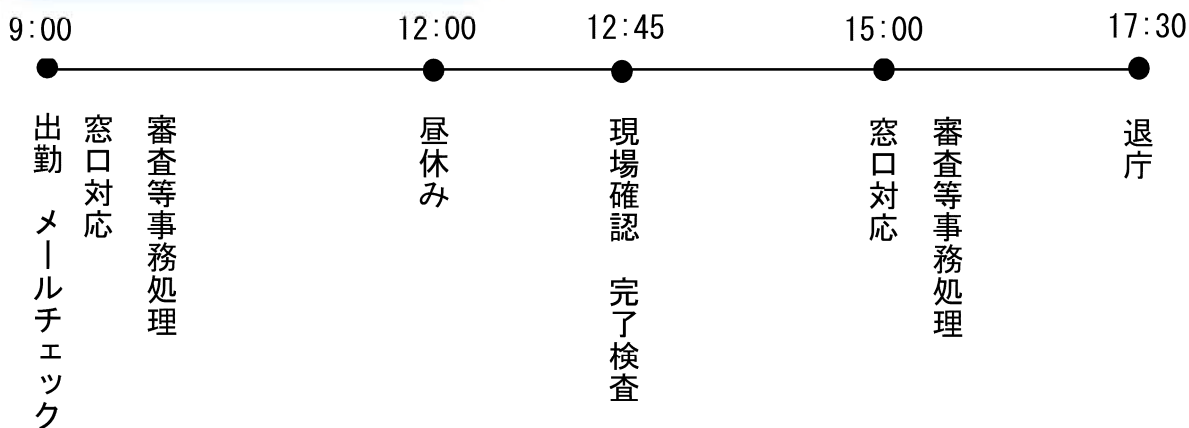 9:00
12:00
12:45
15:00
17:30
出勤　メールチェック
窓口対応
審査等事務処理
昼休み
現場確認　完了検査
窓口対応
審査等事務処理
退庁